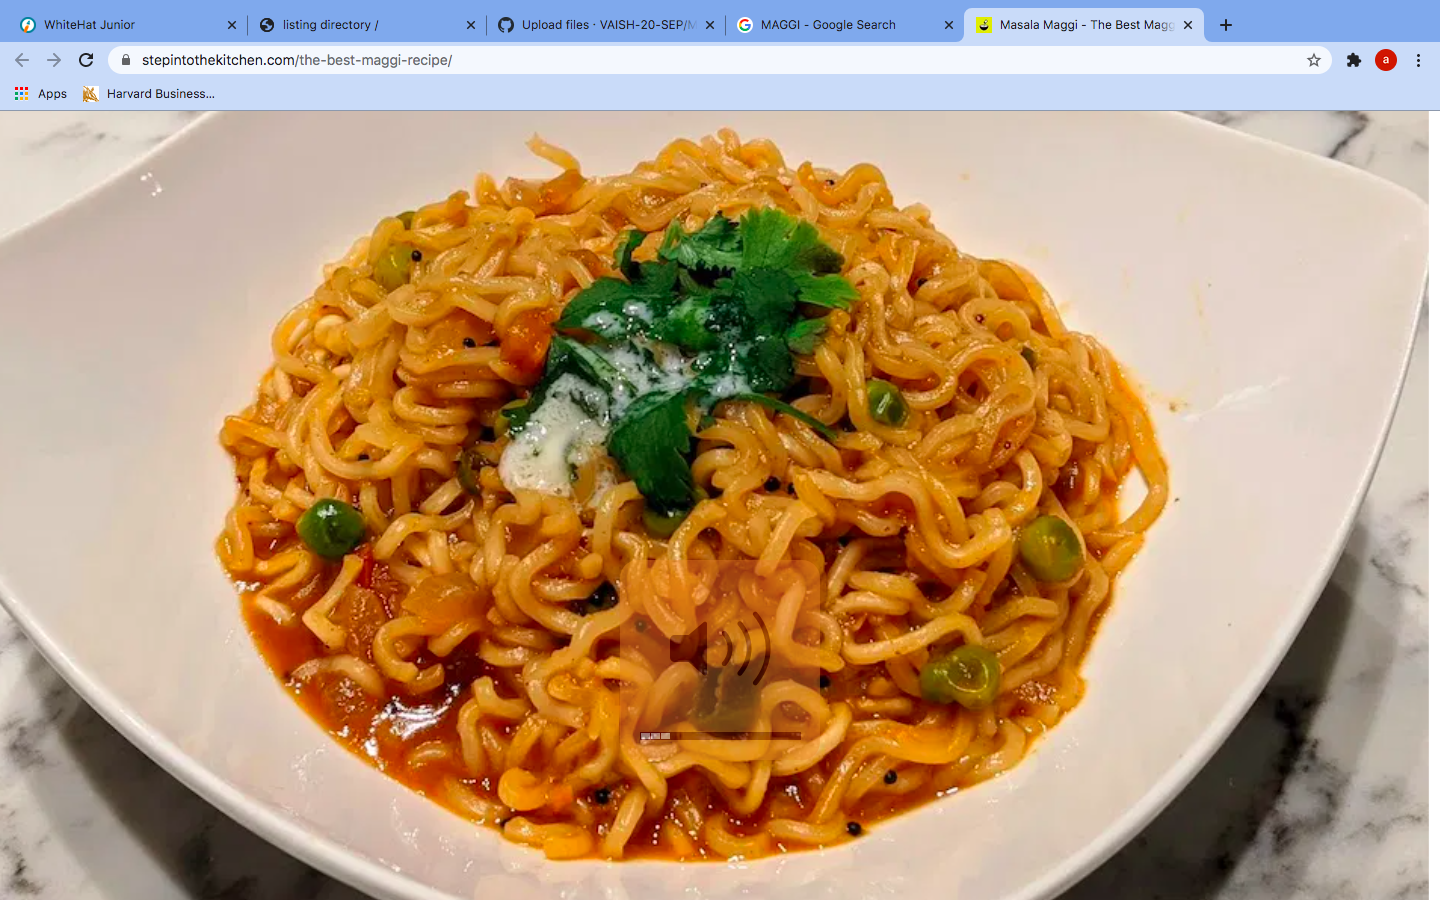 WhiteHat Junior
listing directory /
Upload files · VAISH-20-SEP/M
MAGGI - Google Search
Masala Maggi - The Best Magg
stepintothekitchen.com/the-best-maggi-recipe/
a
Apps
Harvard Business...